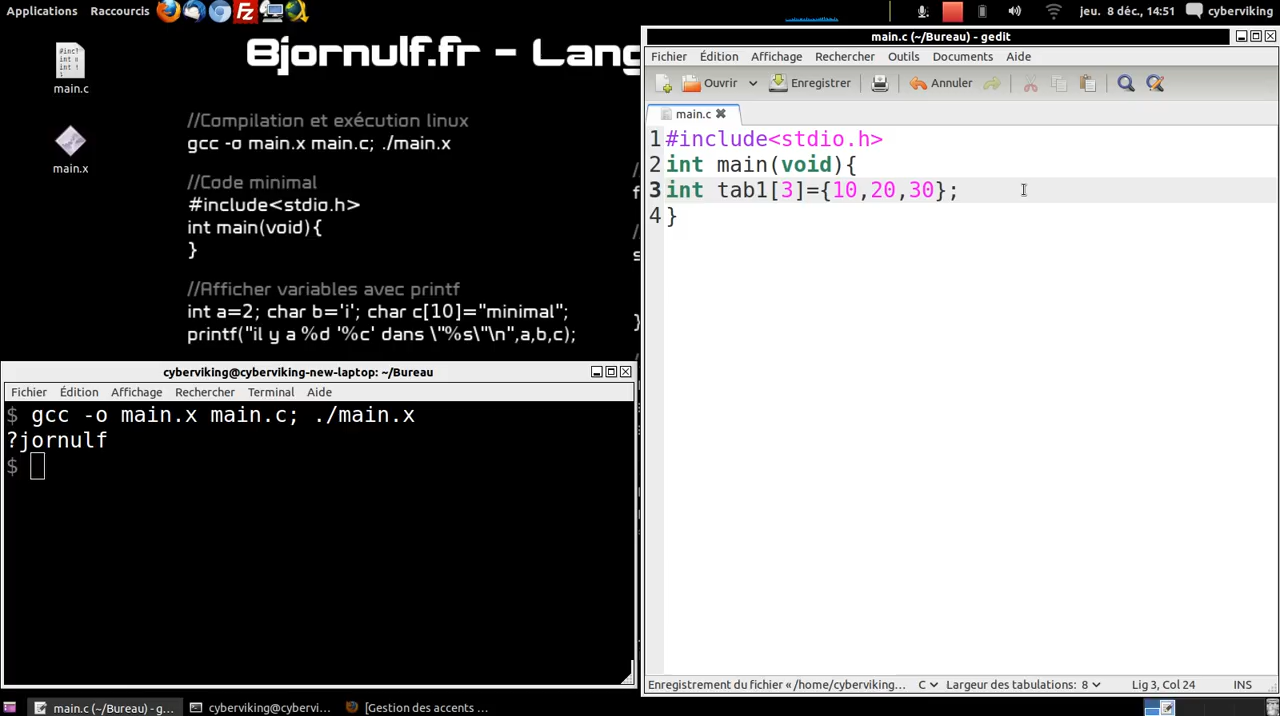 Applications Raccourcis
jeu. 8 déc, 14:51 cyberviking
#inc
int n
int t
}
main.c
main.x
Bjornulf.fr - Lang
//Compilation et exécution linux
gcc -o main.x main.c; ./main.x
//Code minimal
#include<stdio.h>
int main(void){
}
//Afficher variables avec printf
int a=2; char b='i'; char c[10]="minimal";
printf("il y a %d '%c' dans \"%s\"\n",a,b,c);
cyberviking@cyberviking-new-laptop: ~/Bureau
Fichier Édition Affichage Rechercher Terminal Aide
$ gcc -o main.x main.c; ./main.x
?jornulf
$
main.c (~/Bureau) - gedit
Fichier Édition Affichage Rechercher Outils Documents Aide
Ouvrir Enregistrer Annuler
main.c
1 #include<stdio.h>
2 int main(void){
3 int tab1[3]={10,20,30};
4 }
Enregistrement du fichier «/home/cyberviking... C Largeur des tabulations: 8 Lig 3, Col 24 INS
main.c (~/Bureau) - g... cyberviking@cybervi... [Gestion des accents ...